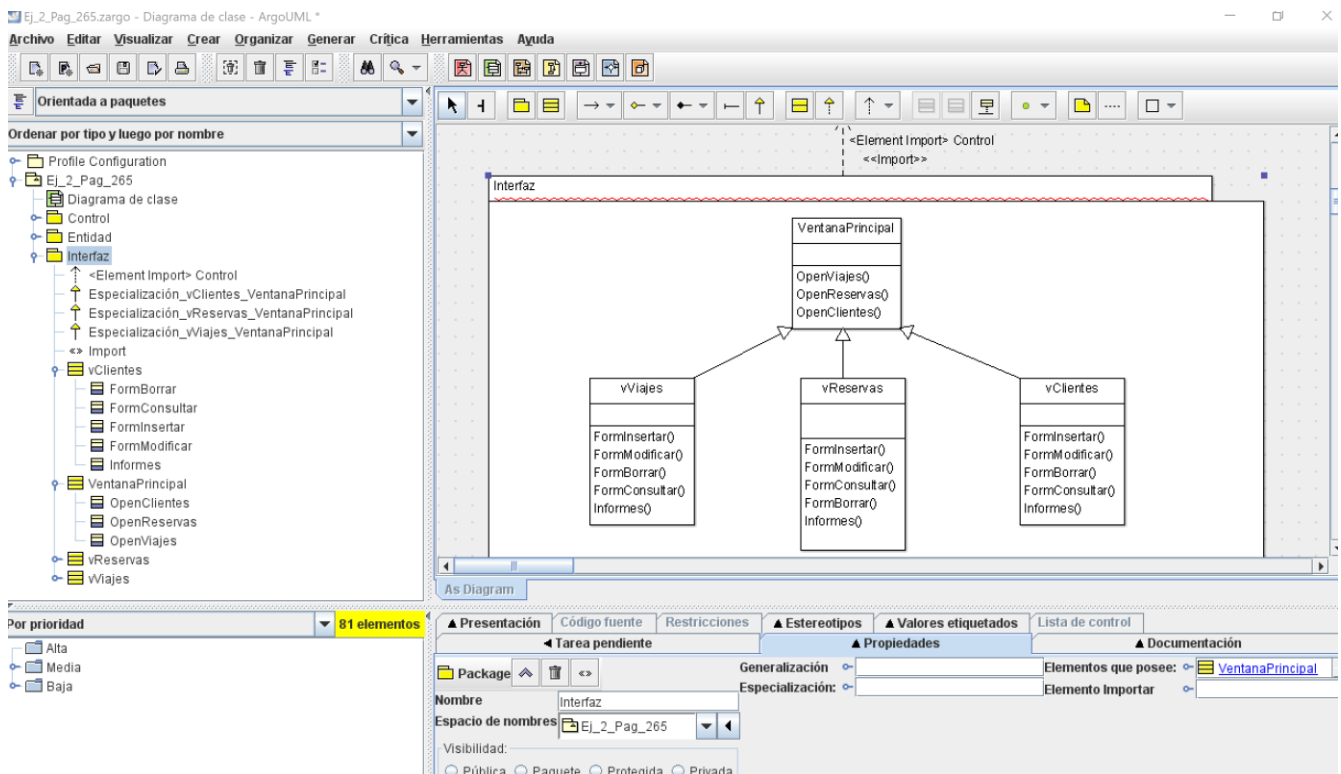 Ej_2_Pag_265.zargo - Diagrama de clase - ArgoUML *
Archivo Editar Visualizar Crear Organizar Generar Crítica Herramientas Ayuda
Orientada a paquetes
Ordenar por tipo y luego por nombre
Profile Configuration
Ej_2_Pag_265
Diagrama de clase
Control
Entidad
Interfaz
<Element Import> Control
Especialización_vClientes_VentanaPrincipal
Especialización_vReservas_VentanaPrincipal
Especialización_vViajes_VentanaPrincipal
«» Import
vClientes
FormBorrar
FormConsultar
FormInsertar
FormModificar
Informes
VentanaPrincipal
OpenClientes
OpenReservas
OpenViajes
vReservas
vViajes
<Element Import> Control
<<Import>>
Interfaz
VentanaPrincipal
OpenViajes()
OpenReservas()
OpenClientes()
vViajes
FormInsertar()
FormModificar()
FormBorrar()
FormConsultar()
Informes()
vReservas
FormInsertar()
FormModificar()
FormConsultar()
FormBorrar()
Informes()
vClientes
FormInsertar()
FormModificar()
FormBorrar()
FormConsultar()
Informes()
As Diagram
Por prioridad
81 elementos
Alta
Media
Baja
Presentación Código fuente Restricciones Estereotipos Valores etiquetados Lista de control
Tarea pendiente Propiedades Documentación
Package «»
Nombre Interfaz
Espacio de nombres Ej_2_Pag_265
Visibilidad:
Pública Paquete Protegida Privada
Generalización
Especialización:
Elementos que posee: VentanaPrincipal
Elemento Importar